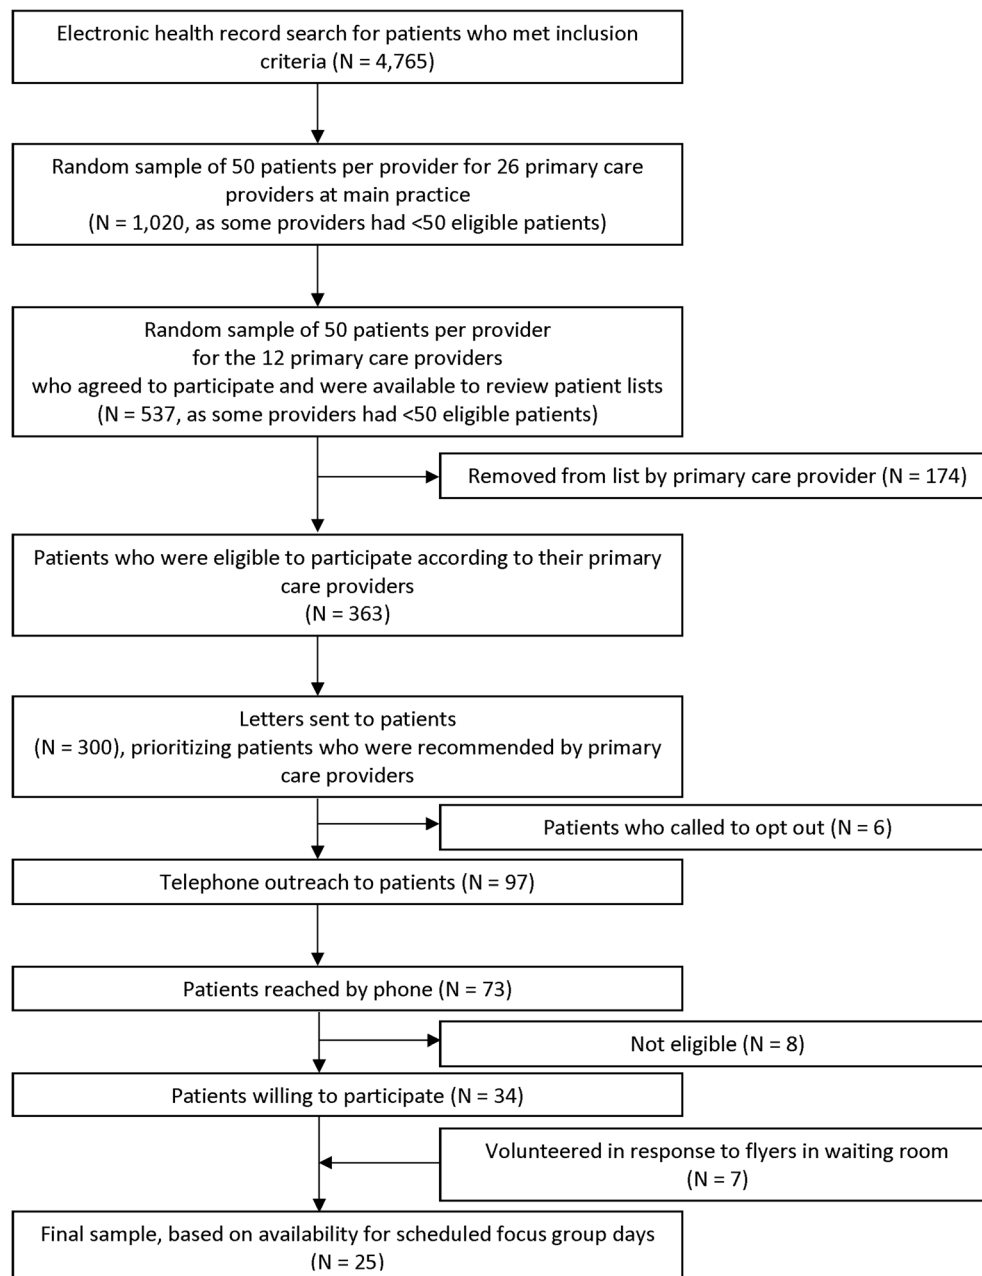 Electronic health record search for patients who met inclusion
criteria (N = 4,765)
Random sample of 50 patients per provider for 26 primary care
providers at main practice
(N = 1,020, as some providers had <50 eligible patients)
Random sample of 50 patients per provider
for the 12 primary care providers
who agreed to participate and were available to review patient lists
(N = 537, as some providers had <50 eligible patients)
Removed from list by primary care provider (N = 174)
Patients who were eligible to participate according to their primary
care providers
(N = 363)
Letters sent to patients
(N = 300), prioritizing patients who were recommended by primary
care providers
Patients who called to opt out (N = 6)
Telephone outreach to patients (N = 97)
Patients reached by phone (N = 73)
Not eligible (N = 8)
Patients willing to participate (N = 34)
Volunteered in response to flyers in waiting room
(N = 7)
Final sample, based on availability for scheduled focus group days
(N = 25)